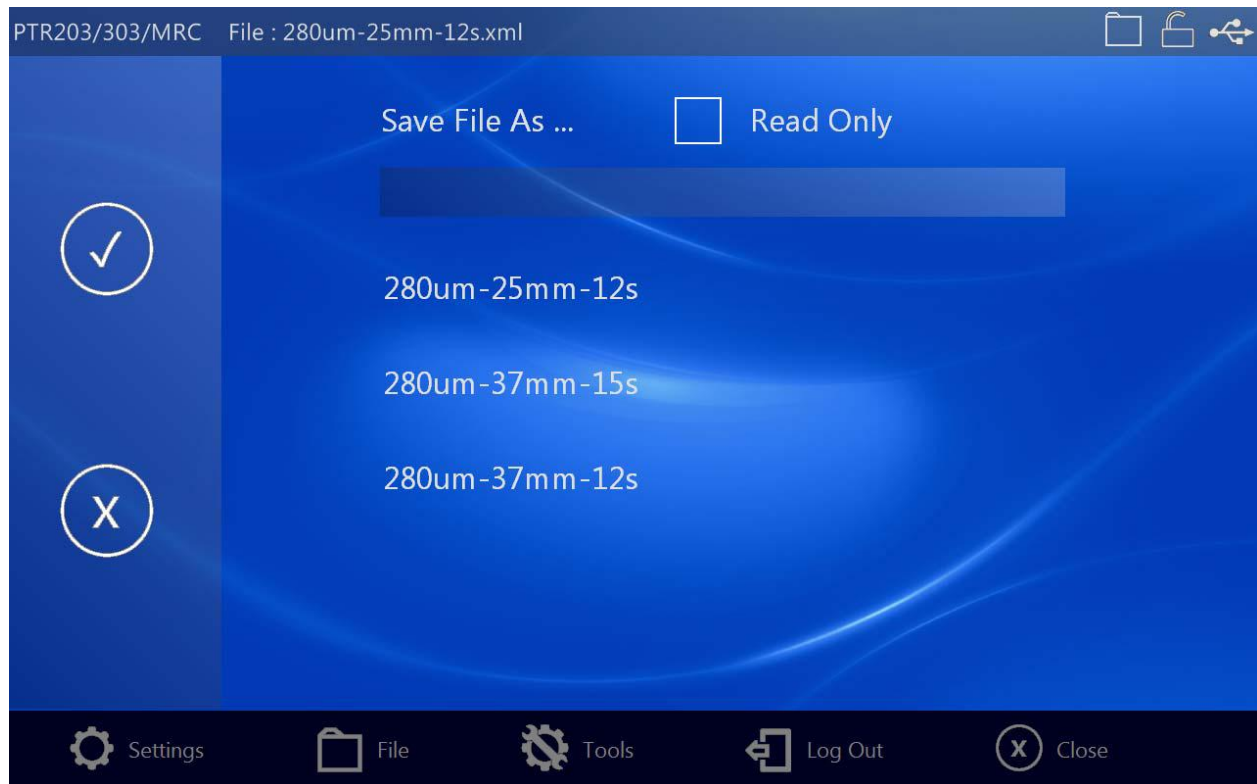 PTR203/303/MRC File : 280um-25mm-12s.xml
Save File As ... Read Only
280um-25mm-12s
280um-37mm-15s
280um-37mm-12s
X
Settings File Tools Log Out X Close